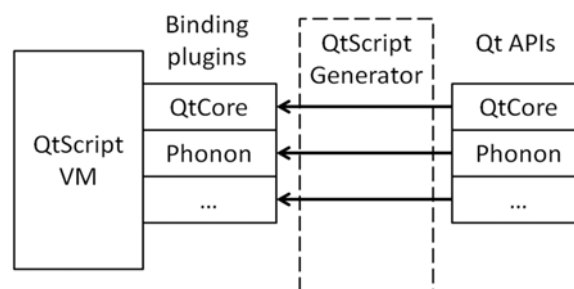 Binding
plugins
QtScript
Generator
Qt APIs
QtScript
VM
QtCore
Phonon
...
QtCore
Phonon
...